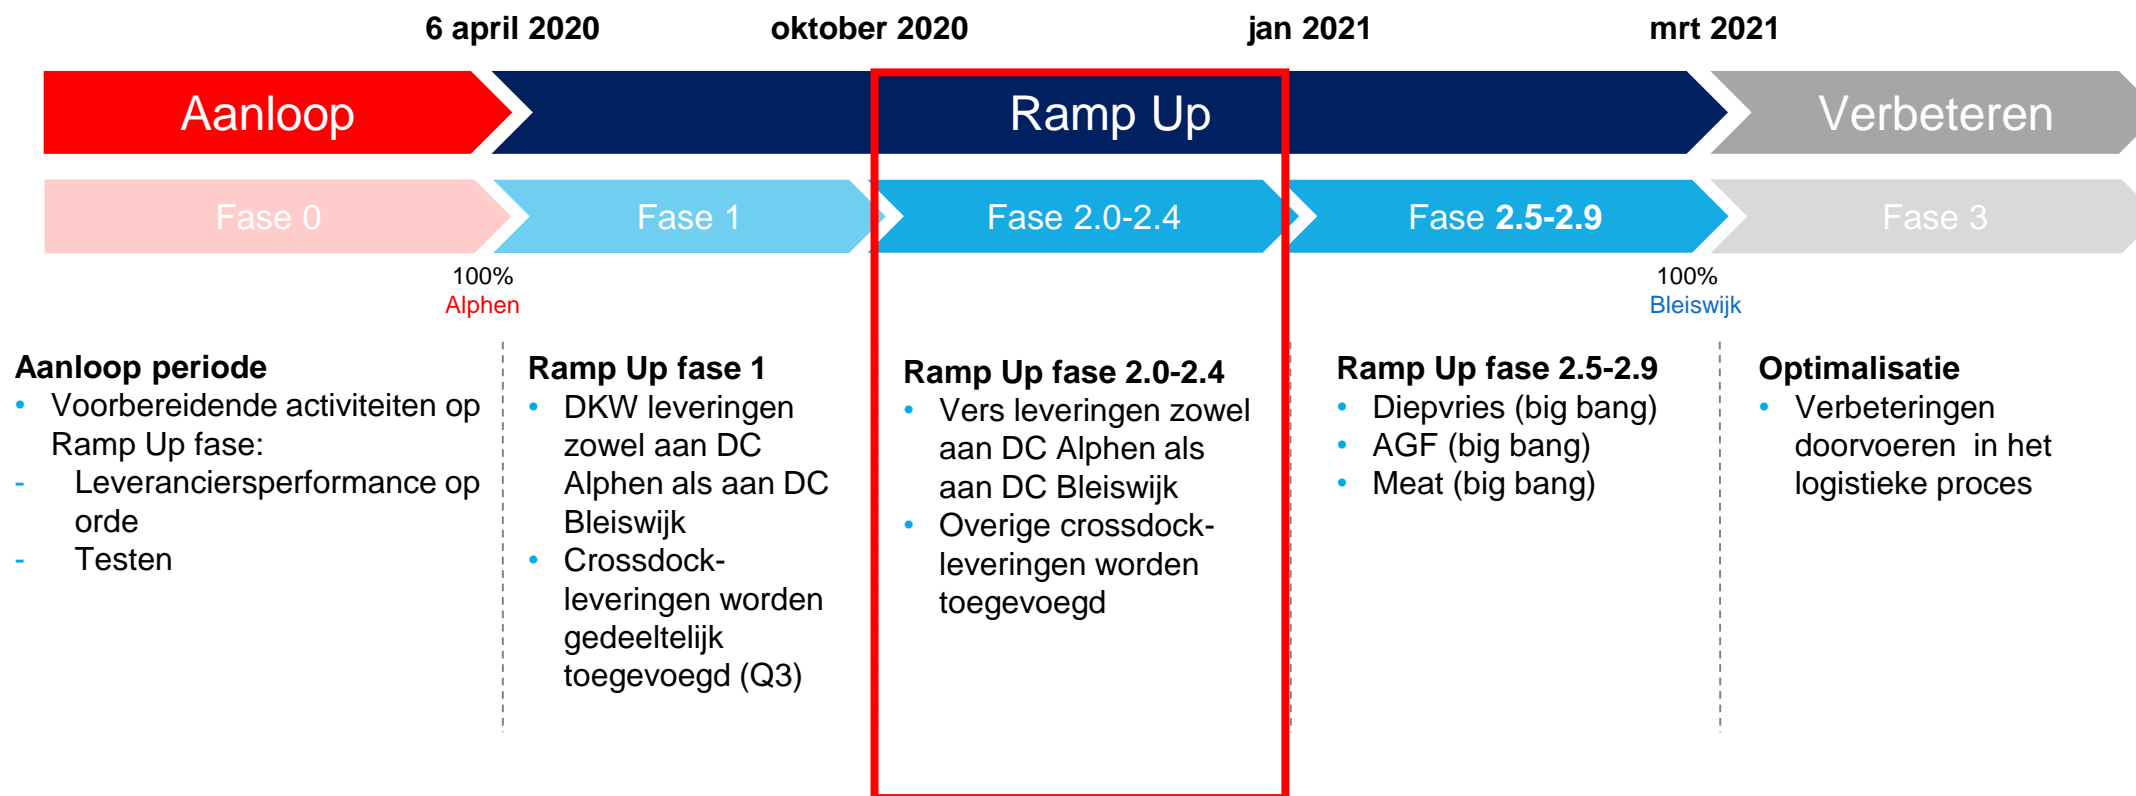 6 april 2020
oktober 2020
jan 2021
mrt 2021
Aanloop
Ramp Up
Verbeteren
Fase 0
Fase 1
Fase 2.0-2.4
Fase 2.5-2.9
Fase 3
100%
Alphen
100%
Bleiswijk
Aanloop periode
• Voorbereidende activiteiten op
Ramp Up fase:
- Leveranciersperformance op
orde
- Testen
Ramp Up fase 1
• DKW leveringen
zowel aan DC
Alphen als aan DC
Bleiswijk
• Crossdock-
leveringen worden
gedeeltelijk
toegevoegd (Q3)
Ramp Up fase 2.0-2.4
• Vers leveringen zowel
aan DC Alphen als
aan DC Bleiswijk
• Overige crossdock-
leveringen worden
toegevoegd
Ramp Up fase 2.5-2.9
• Diepvries (big bang)
• AGF (big bang)
• Meat (big bang)
Optimalisatie
• Verbeteringen
doorvoeren in het
logistieke proces